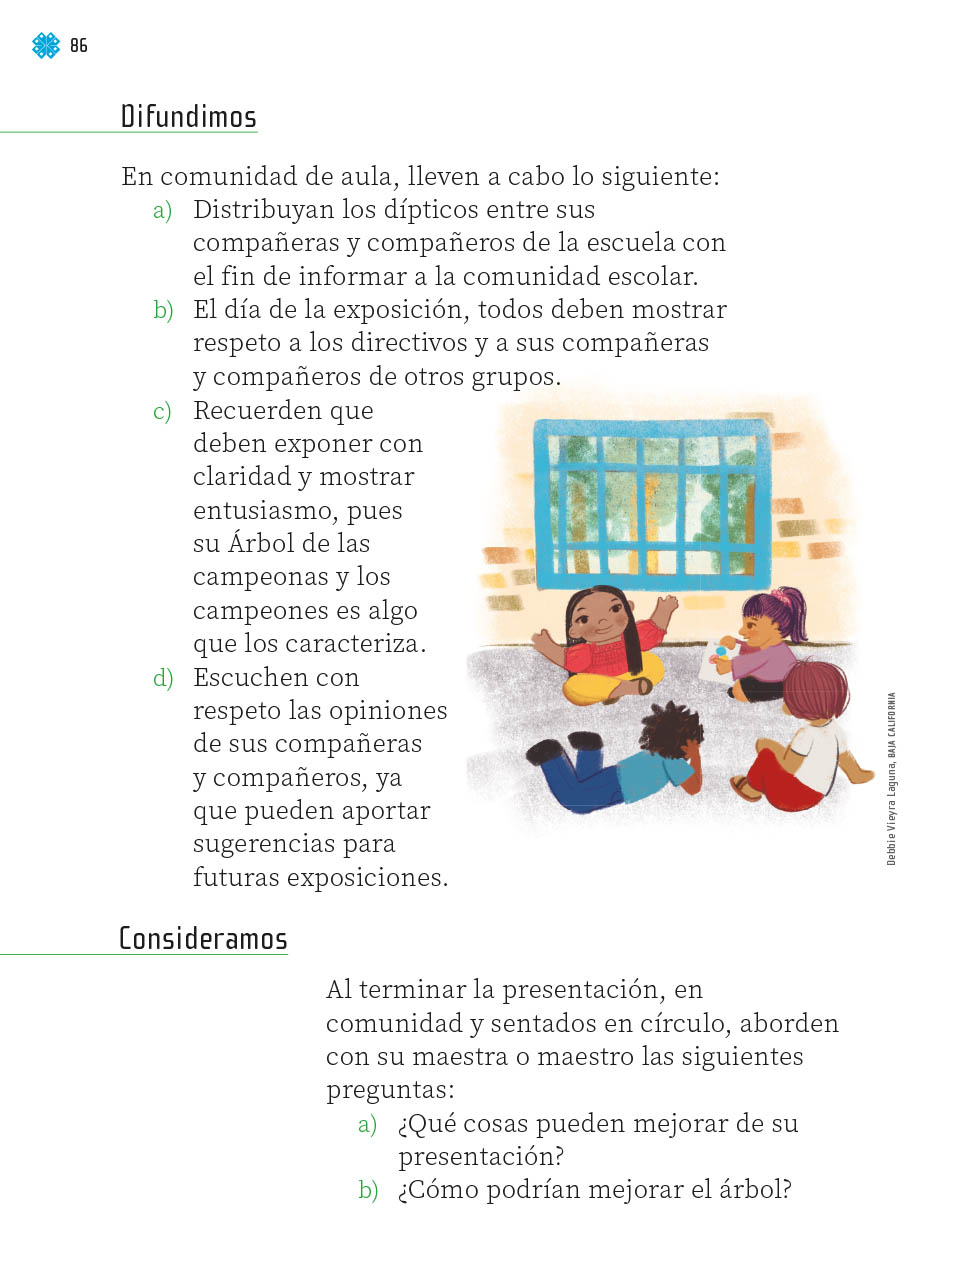 86
Difundimos
En comunidad de aula, lleven a cabo lo siguiente:
a) Distribuyan los dípticos entre sus
compañeras y compañeros de la escuela con
el fin de informar a la comunidad escolar.
b) El día de la exposición, todos deben mostrar
respeto a los directivos y a sus compañeras
y compañeros de otros grupos.
c) Recuerden que
deben exponer con
claridad y mostrar
entusiasmo, pues
su Árbol de las
campeonas y los
campeones es algo
que los caracteriza.
d) Escuchen con
respeto las opiniones
de sus compañeras
y compañeros, ya
que pueden aportar
sugerencias para
futuras exposiciones.
Debbie Vieyra Laguna, BAJA CALIFORNIA
Consideramos
Al terminar la presentación, en
comunidad y sentados en círculo, aborden
con su maestra o maestro las siguientes
preguntas:
a) ¿Qué cosas pueden mejorar de su
presentación?
b) ¿Cómo podrían mejorar el árbol?